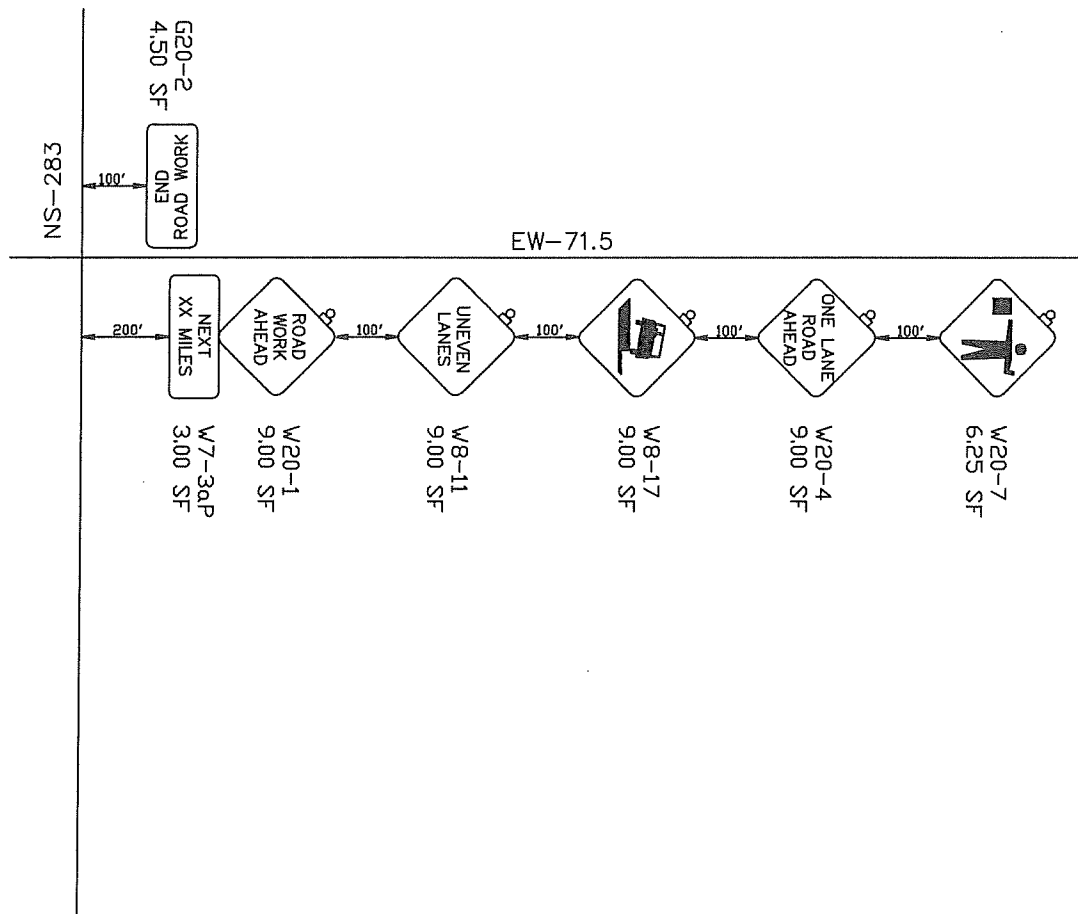 G20-2
4.50 SF
END
ROAD WORK
NS-283
100'
EW-71.5
200'
NEXT
XX MILES
W7-3aP
3.00 SF
ROAD
WORK
AHEAD
W20-1
9.00 SF
100'
UNEVEN
LANES
W8-11
9.00 SF
100'
W8-17
9.00 SF
100'
ONE LANE
ROAD
AHEAD
W20-4
9.00 SF
100'
W20-7
6.25 SF